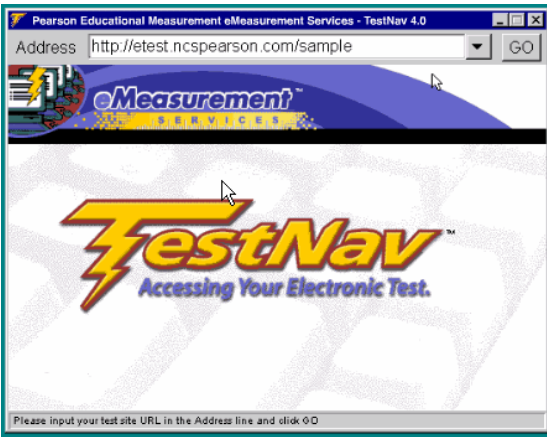 Pearson Educational Measurement eMeasurement Services - TestNav 4.0
Address http://etest.ncspearson.com/sample GO
eMeasurement™
SERVICES
TestNav™
Accessing Your Electronic Test.
Please input your test site URL in the Address line and click GO